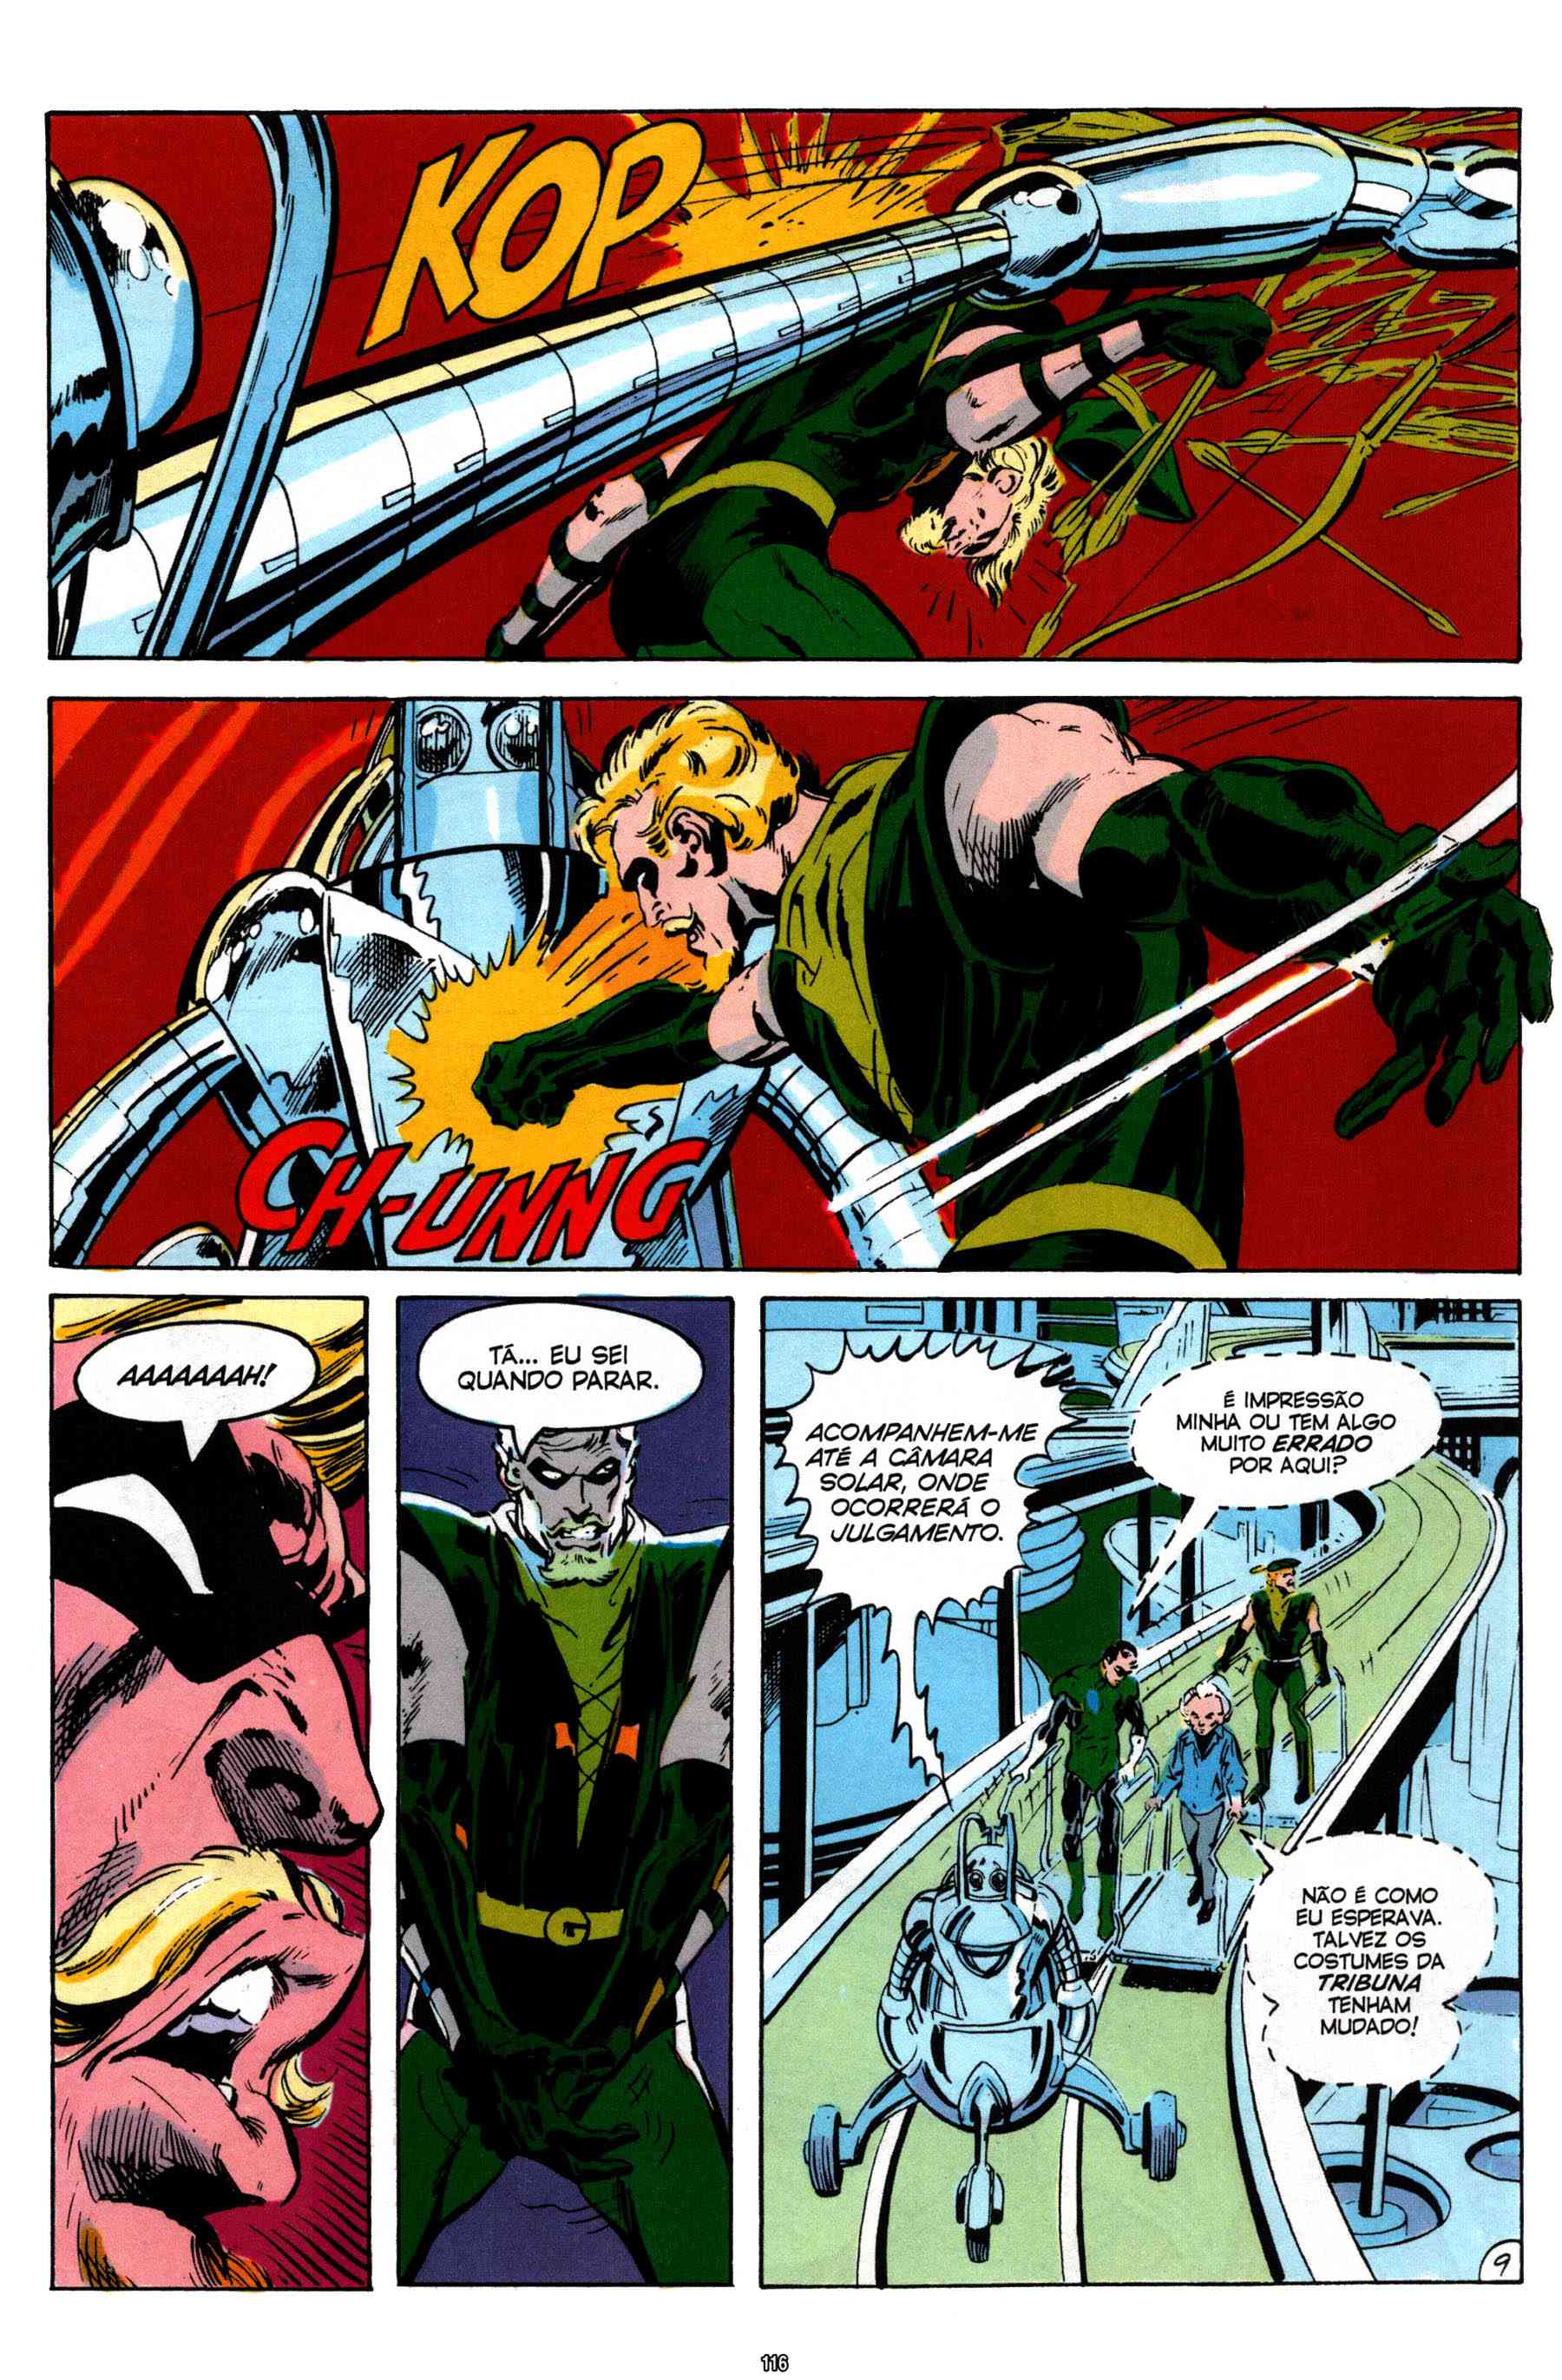 KOP
CH-UNNG
AAAAAAAH!
TÁ... EU SEI
QUANDO PARAR.
ACOMPANHEM-ME
ATÉ A CÂMARA
SOLAR, ONDE
OCORRERÁ O
JULGAMENTO.
É IMPRESSÃO
MINHA OU TEM ALGO
MUITO ERRADO
POR AQUI?
NÃO É COMO
EU ESPERAVA.
TALVEZ OS
COSTUMES DA
TRIBUNA
TENHAM
MUDADO!
G
9
116